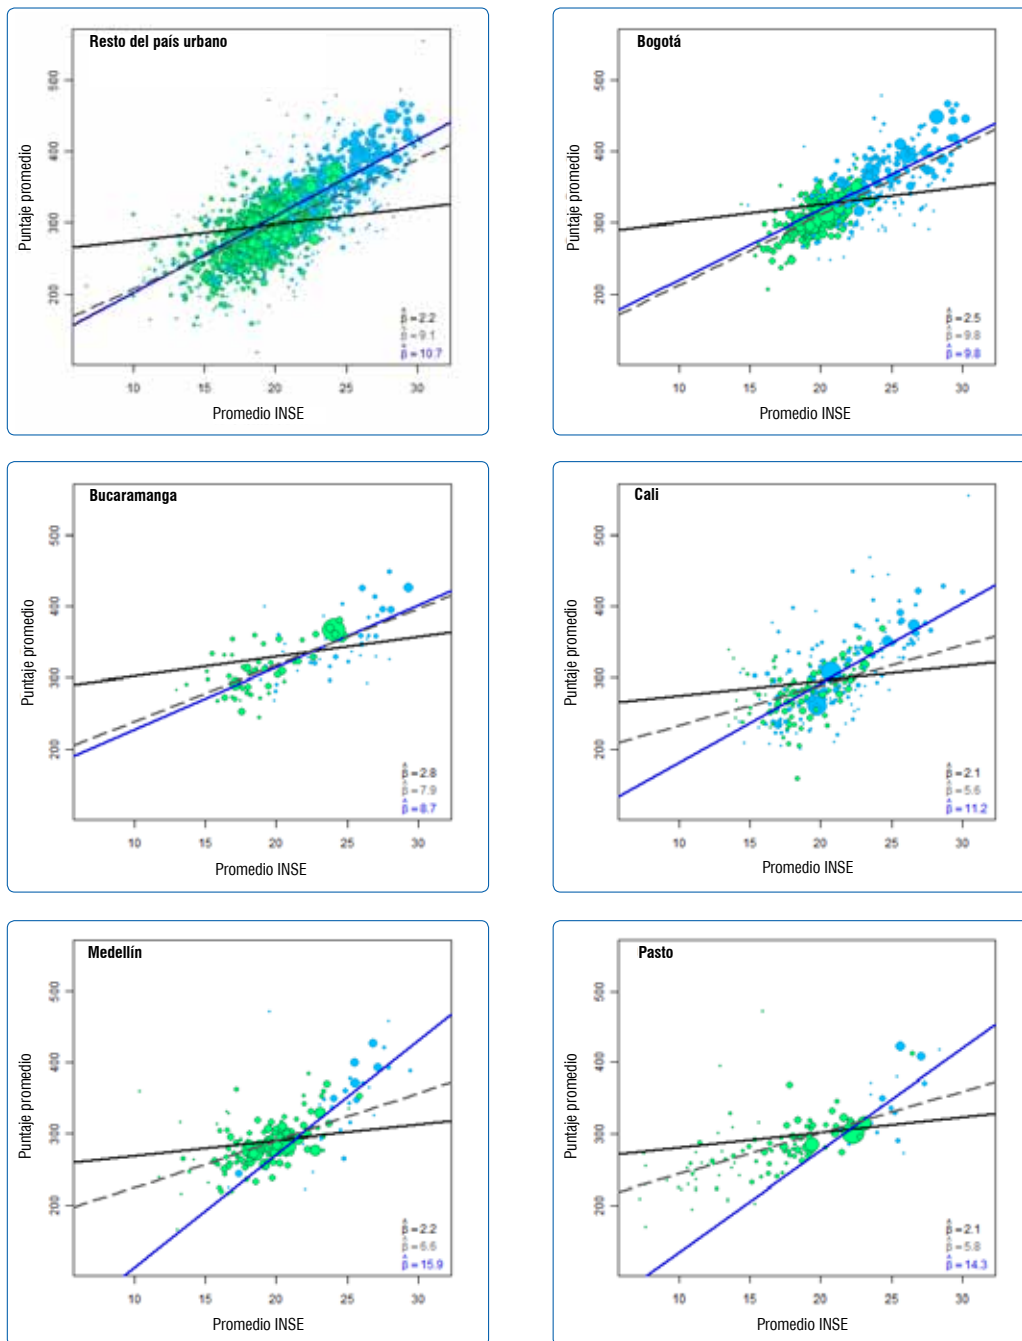 Resto del país urbano
Puntaje promedio
500
400
300
200
β̂=2.2
β̂=9.1
β̂=10.7
10 15 20 25 30
Promedio INSE
Bogotá
Puntaje promedio
500
400
300
200
β̂=2.5
β̂=9.8
β̂=9.8
10 15 20 25 30
Promedio INSE
Bucaramanga
Puntaje promedio
500
400
300
200
β̂=2.8
β̂=7.9
β̂=8.7
10 15 20 25 30
Promedio INSE
Cali
Puntaje promedio
500
400
300
200
β̂=2.1
β̂=5.6
β̂=11.2
10 15 20 25 30
Promedio INSE
Medellín
Puntaje promedio
500
400
300
200
β̂=2.2
β̂=6.6
β̂=15.9
10 15 20 25 30
Promedio INSE
Pasto
Puntaje promedio
500
400
300
200
β̂=2.1
β̂=5.8
β̂=14.3
10 15 20 25 30
Promedio INSE